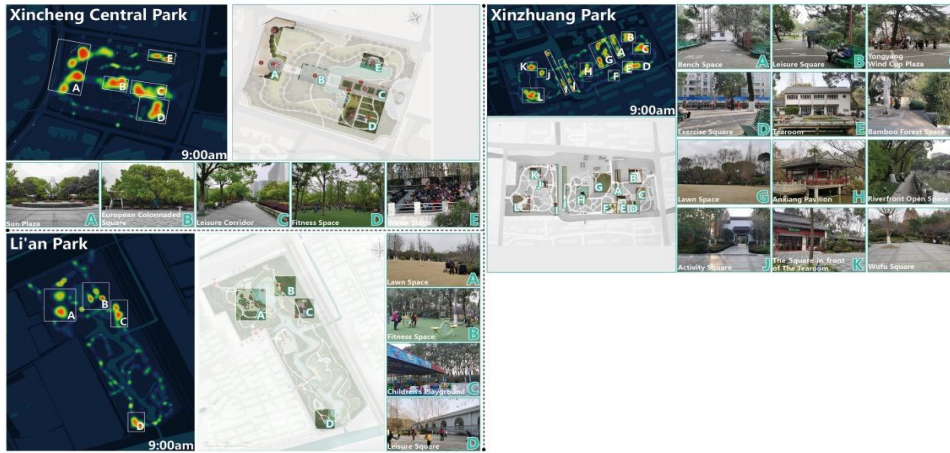 Xincheng Central Park
A
B
C
D
E
9:00am
A
B
C
D
E
Sun Plaza
A
European Colonnaded
Square
B
Leisure Corridor
C
Fitness Space
D
E
Li'an Park
A
B
C
D
9:00am
A
B
C
D
Lawn Space
A
Fitness Space
B
Children's Playground
C
Leisure Square
D
Xinzhuang Park
K
J
L
H
G
A
B
C
D
E
F
9:00am
K
J
G
H
A
B
C
F
E
D
Bench Space
A
Leisure Square
B
Yongyang
Wind Cup Plaza
Exercise Square
D
Tearoom
E
Bamboo Forest Space
Lawn Space
G
Anxiang Pavilion
H
Riverfront Open Space
Activity Square
J
The Square in front
of The Tearoom
K
Wufu Square